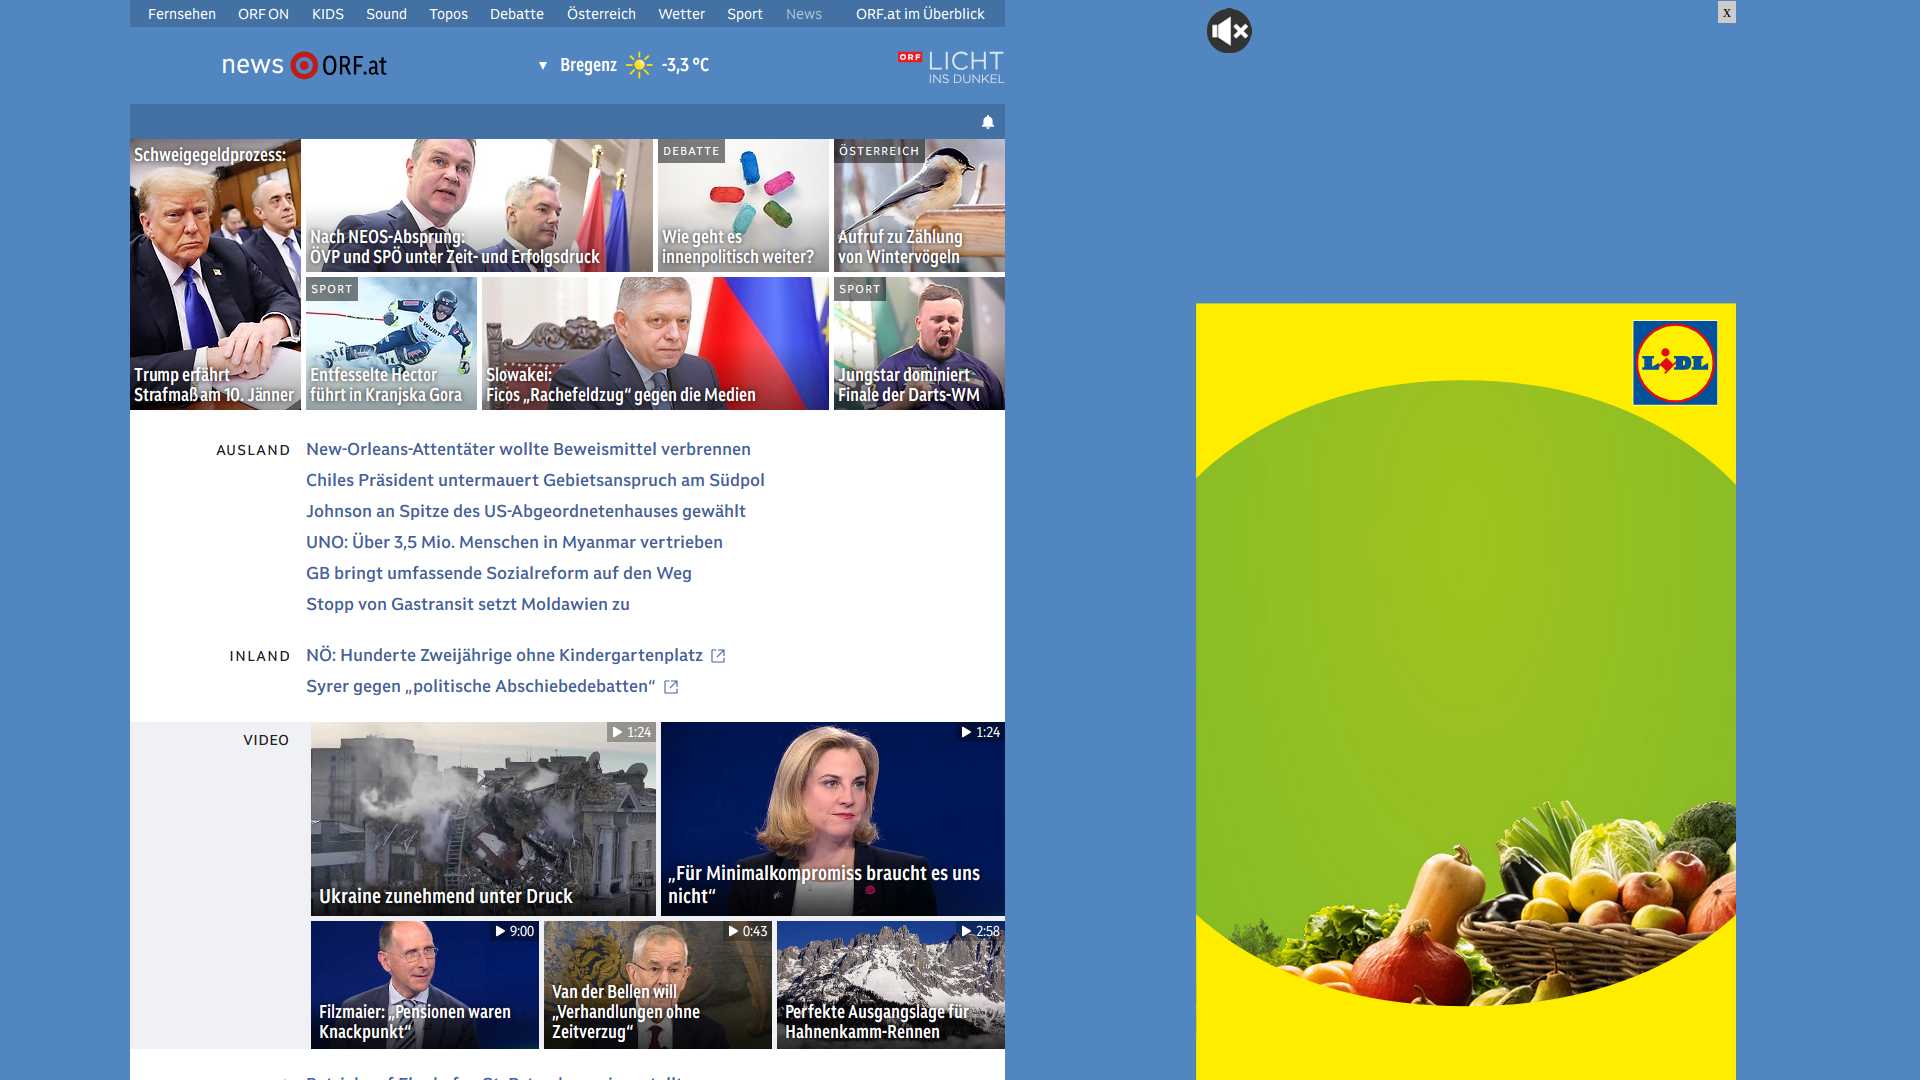 Fernsehen ORF ON KIDS Sound Topos Debatte Österreich Wetter Sport News ORF.at im Überblick
x
news ORF.at
▼ Bregenz -3,3 °C
ORF LICHT
INS DUNKEL
Schweigegeldprozess:
Trump erfährt
Strafmaß am 10. Jänner
Nach NEOS-Absprung:
ÖVP und SPÖ unter Zeit- und Erfolgsdruck
DEBATTE
Wie geht es
innenpolitisch weiter?
ÖSTERREICH
Aufruf zu Zählung
von Wintervögeln
SPORT
WÜRTH
Entfesselte Hector
führt in Kranjska Gora
Slowakei:
Ficos „Rachefeldzug“ gegen die Medien
SPORT
Jungstar dominiert
Finale der Darts-WM
LIDL
AUSLAND
New-Orleans-Attentäter wollte Beweismittel verbrennen
Chiles Präsident untermauert Gebietsanspruch am Südpol
Johnson an Spitze des US-Abgeordnetenhauses gewählt
UNO: Über 3,5 Mio. Menschen in Myanmar vertrieben
GB bringt umfassende Sozialreform auf den Weg
Stopp von Gastransit setzt Moldawien zu
INLAND
NÖ: Hunderte Zweijährige ohne Kindergartenplatz
Syrer gegen „politische Abschiebedebatten“
VIDEO
1:24
Ukraine zunehmend unter Druck
1:24
„Für Minimalkompromiss braucht es uns
nicht“
9:00
Filzmaier: „Pensionen waren
Knackpunkt“
0:43
Van der Bellen will
„Verhandlungen ohne
Zeitverzug“
2:58
Perfekte Ausgangslage für
Hahnenkamm-Rennen